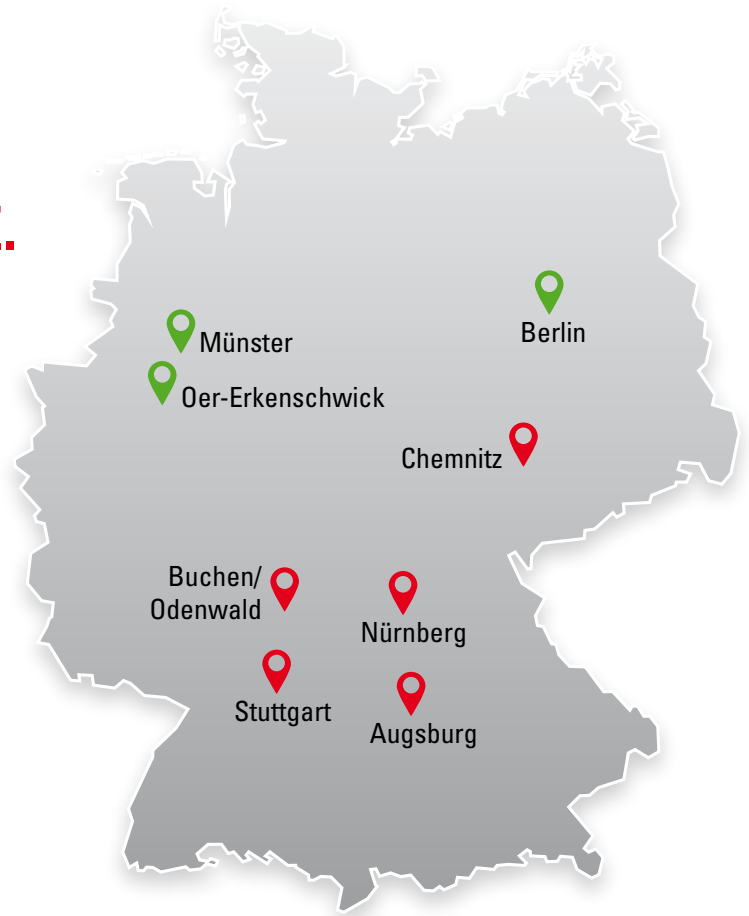 Berlin
Münster
Oer-Erkenschwick
Chemnitz
Buchen/
Odenwald
Nürnberg
Stuttgart
Augsburg